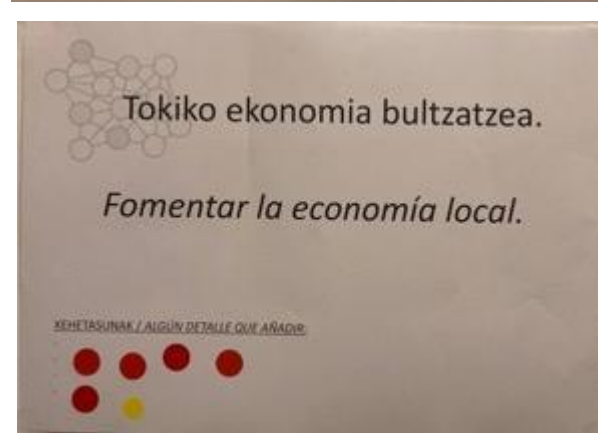 Tokiko ekonomia bultzatzea.
Fomentar la economía local.
XEHETASUNAK / ALGÚN DETALLE QUE AÑADIR: